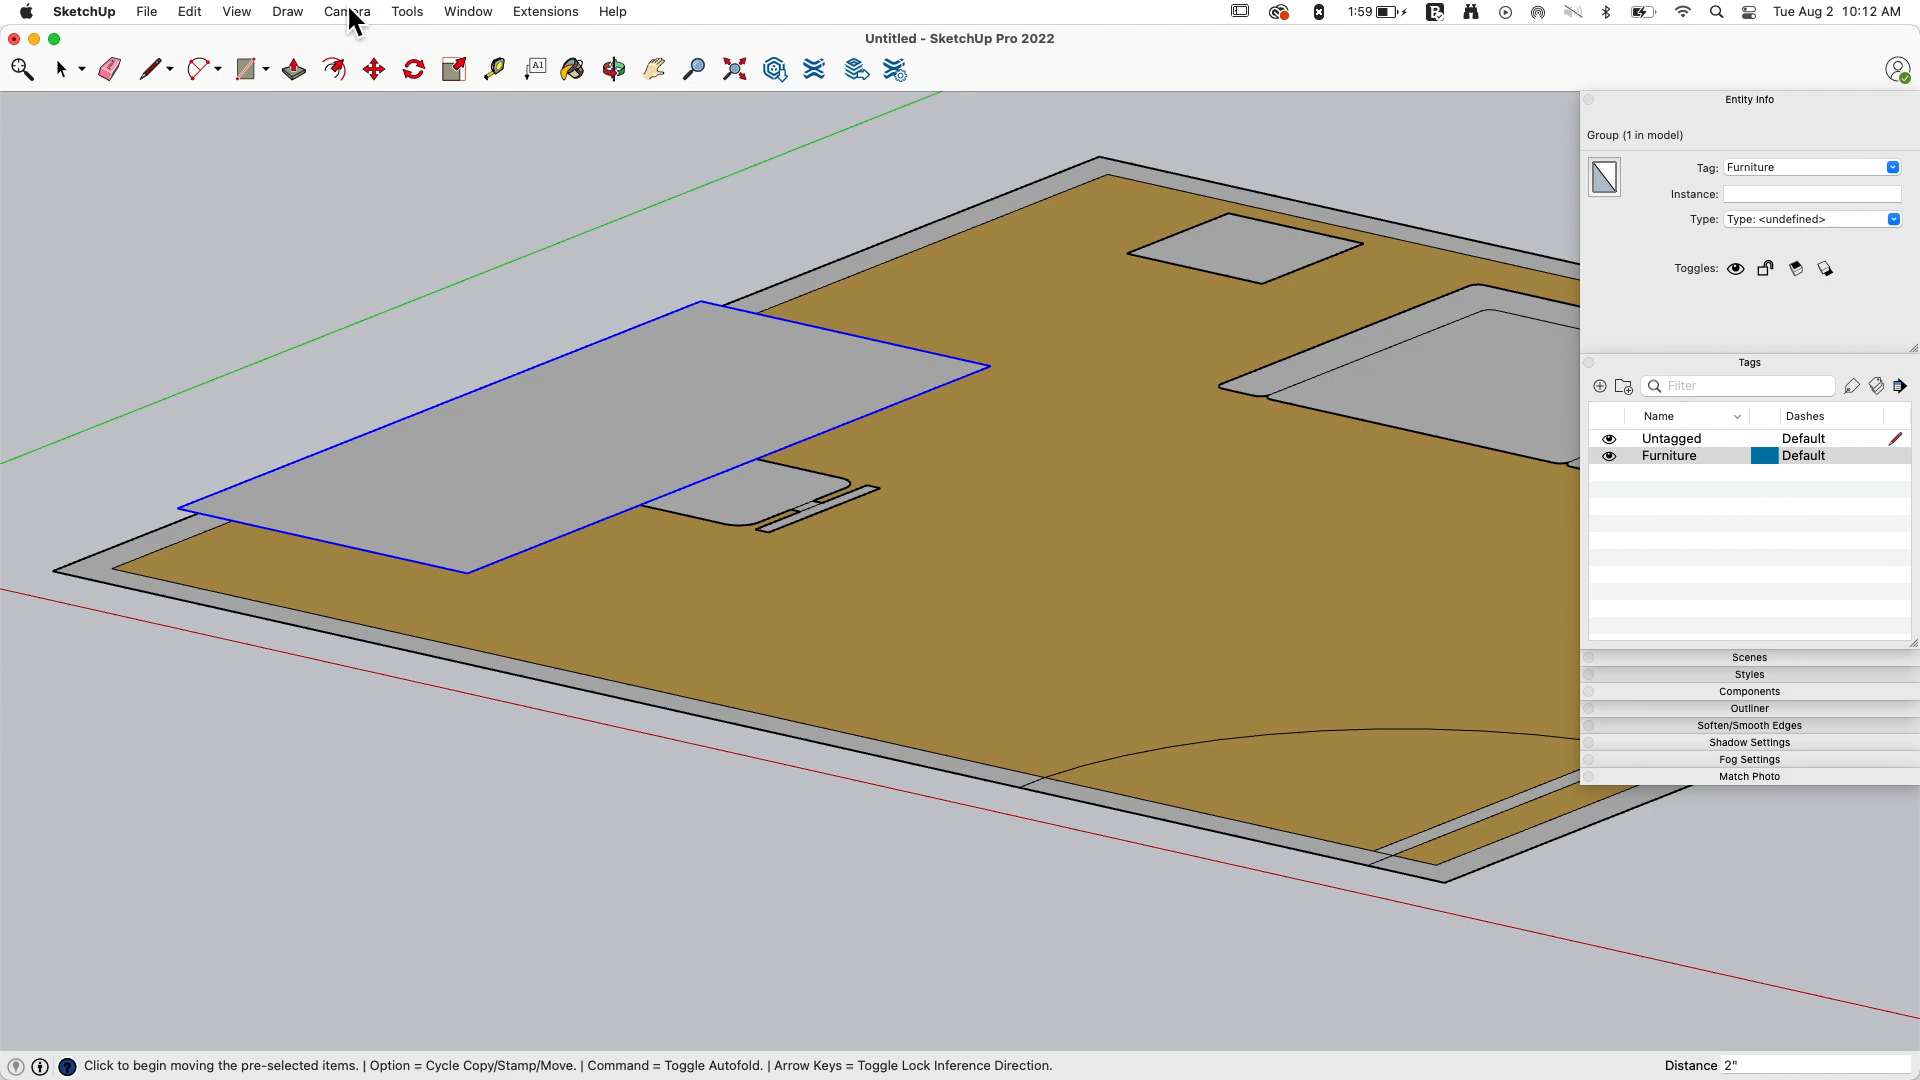 SketchUp File Edit View Draw Camera Tools Window Extensions Help 1:59 Tue Aug 2 10:12 AM
Untitled - SketchUp Pro 2022
A1
Entity Info
Group (1 in model)
Tag: Furniture
Instance:
Type: Type: <undefined>
Toggles:
Tags
Filter
Name Dashes
Untagged Default
Furniture Default
Scenes
Styles
Components
Outliner
Soften/Smooth Edges
Shadow Settings
Fog Settings
Match Photo
Click to begin moving the pre-selected items. | Option = Cycle Copy/Stamp/Move. | Command = Toggle Autofold. | Arrow Keys = Toggle Lock Inference Direction. Distance 2"